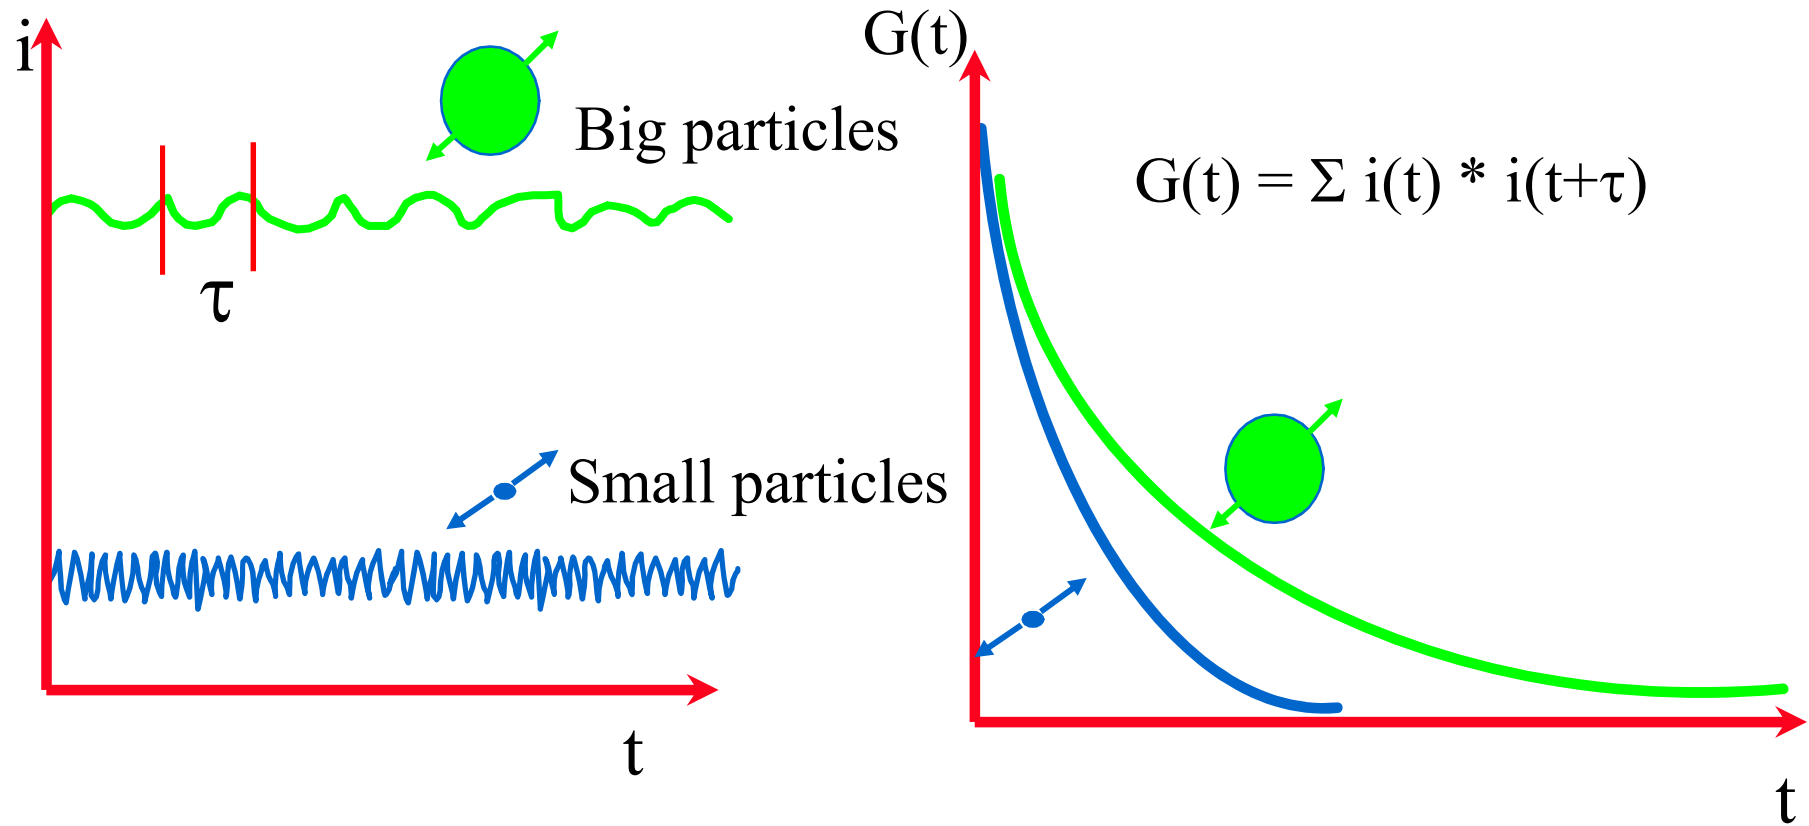 i
Big particles
τ
Small particles
t
G(t)
G(t) = Σ i(t) * i(t+τ)
t